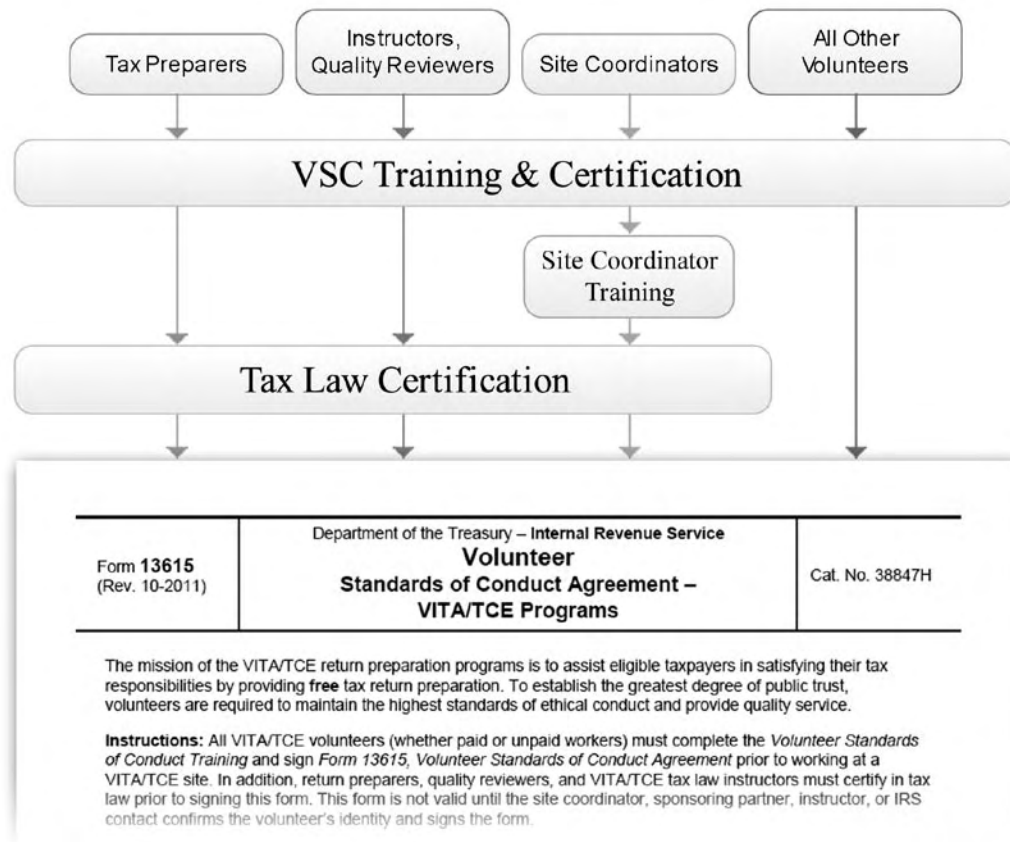 Tax Preparers
Instructors,
Quality Reviewers
Site Coordinators
All Other
Volunteers
VSC Training & Certification
Site Coordinator
Training
Tax Law Certification
Form 13615
(Rev. 10-2011)
Department of the Treasury – Internal Revenue Service
Volunteer
Standards of Conduct Agreement –
VITA/TCE Programs
Cat. No. 38847H
The mission of the VITA/TCE return preparation programs is to assist eligible taxpayers in satisfying their tax
responsibilities by providing free tax return preparation. To establish the greatest degree of public trust,
volunteers are required to maintain the highest standards of ethical conduct and provide quality service.
Instructions: All VITA/TCE volunteers (whether paid or unpaid workers) must complete the Volunteer Standards
of Conduct Training and sign Form 13615, Volunteer Standards of Conduct Agreement prior to working at a
VITA/TCE site. In addition, return preparers, quality reviewers, and VITA/TCE tax law instructors must certify in tax
law prior to signing this form. This form is not valid until the site coordinator, sponsoring partner, instructor, or IRS
contact confirms the volunteer's identity and signs the form.